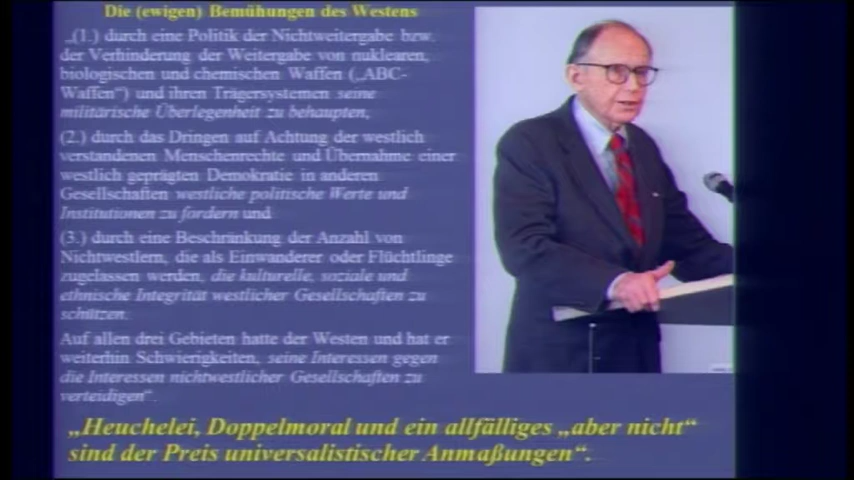 Die (ewigen) Bemühungen des Westens
„(1.) durch eine Politik der Nichtweitergabe bzw.
der Verhinderung der Weitergabe von nuklearen,
biologischen und chemischen Waffen („ABC-
Waffen“) und ihren Trägersystemen seine
militärische Überlegenheit zu behaupten,
(2.) durch das Dringen auf Achtung der westlich
verstandenen Menschenrechte und Übernahme einer
westlich geprägten Demokratie in anderen
Gesellschaften westliche politische Werte und
Institutionen zu fordern und
(3.) durch eine Beschränkung der Anzahl von
Nichtwestlern, die als Einwanderer oder Flüchtlinge
zugelassen werden, die kulturelle, soziale und
ethnische Integrität westlicher Gesellschaften zu
schützen.
Auf allen drei Gebieten hatte der Westen und hat er
weiterhin Schwierigkeiten, seine Interessen gegen
die Interessen nichtwestlicher Gesellschaften zu
verteidigen“.
„Heuchelei, Doppelmoral und ein allfälliges „aber nicht“
sind der Preis universalistischer Anmaßungen“.